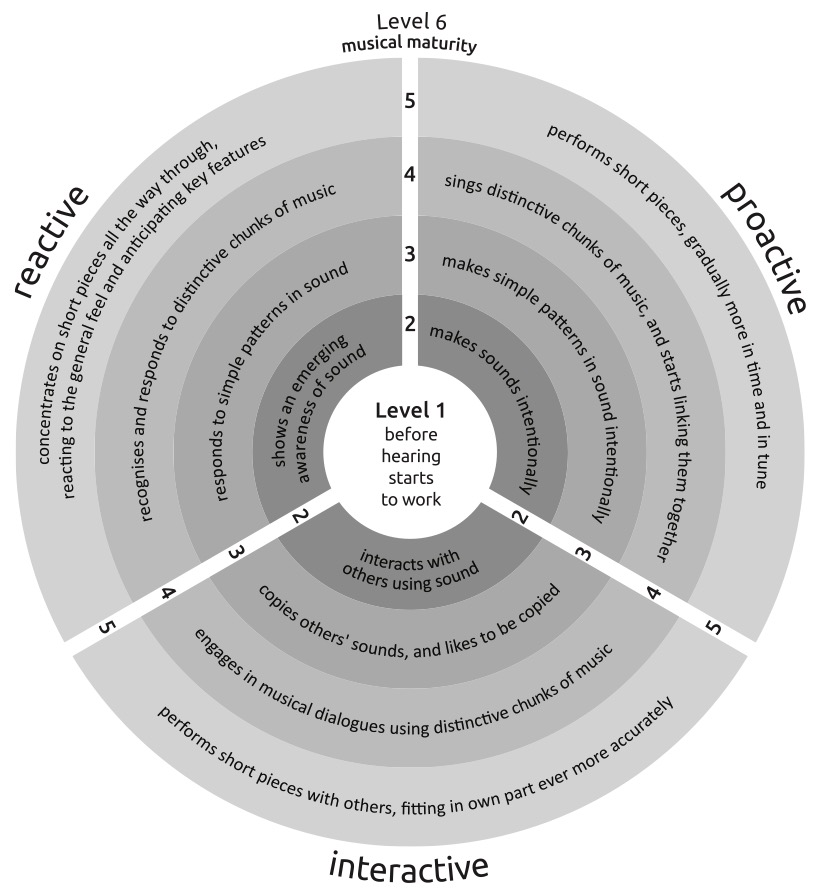 Level 6
musical maturity
reactive
proactive
interactive
5
4
3
2
concentrates on short pieces all the way through,
reacting to the general feel and anticipating key features
recognises and responds to distinctive chunks of music
responds to simple patterns in sound
shows an emerging
awareness of sound
performs short pieces, gradually more in time and in tune
sings distinctive chunks of music, and starts linking them together
makes simple patterns in sound intentionally
makes sounds intentionally
Level 1
before
hearing
starts
to work
2
3
4
5
2
3
4
5
interacts with
others using sound
copies others' sounds, and likes to be copied
engages in musical dialogues using distinctive chunks of music
performs short pieces with others, fitting in own part ever more accurately